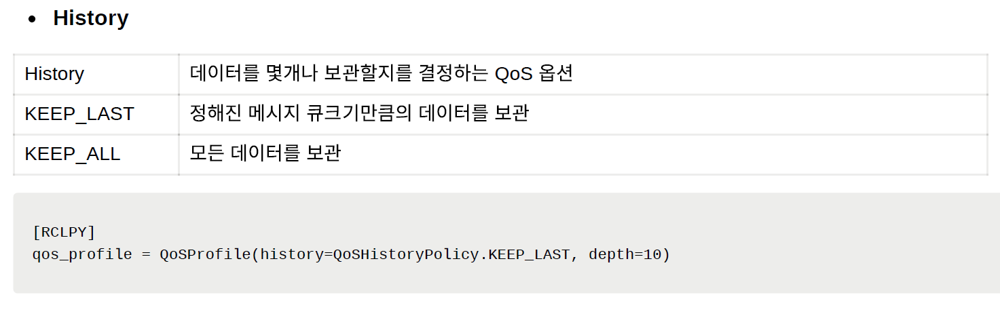 • History
History 데이터를 몇개나 보관할지를 결정하는 QoS 옵션
KEEP_LAST 정해진 메시지 큐크기만큼의 데이터를 보관
KEEP_ALL 모든 데이터를 보관
[RCLPY]
qos_profile = QoSProfile(history=QoSHistoryPolicy.KEEP_LAST, depth=10)